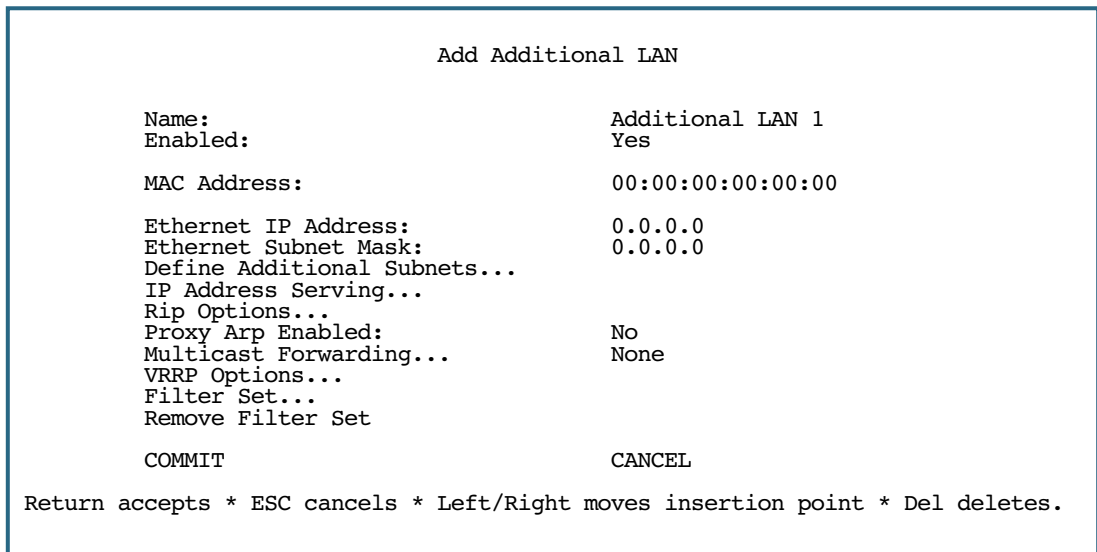 Add Additional LAN
Name: Additional LAN 1
Enabled: Yes
MAC Address: 00:00:00:00:00:00
Ethernet IP Address: 0.0.0.0
Ethernet Subnet Mask: 0.0.0.0
Define Additional Subnets...
IP Address Serving...
Rip Options...
Proxy Arp Enabled: No
Multicast Forwarding... None
VRRP Options...
Filter Set...
Remove Filter Set
COMMIT CANCEL
Return accepts * ESC cancels * Left/Right moves insertion point * Del deletes.